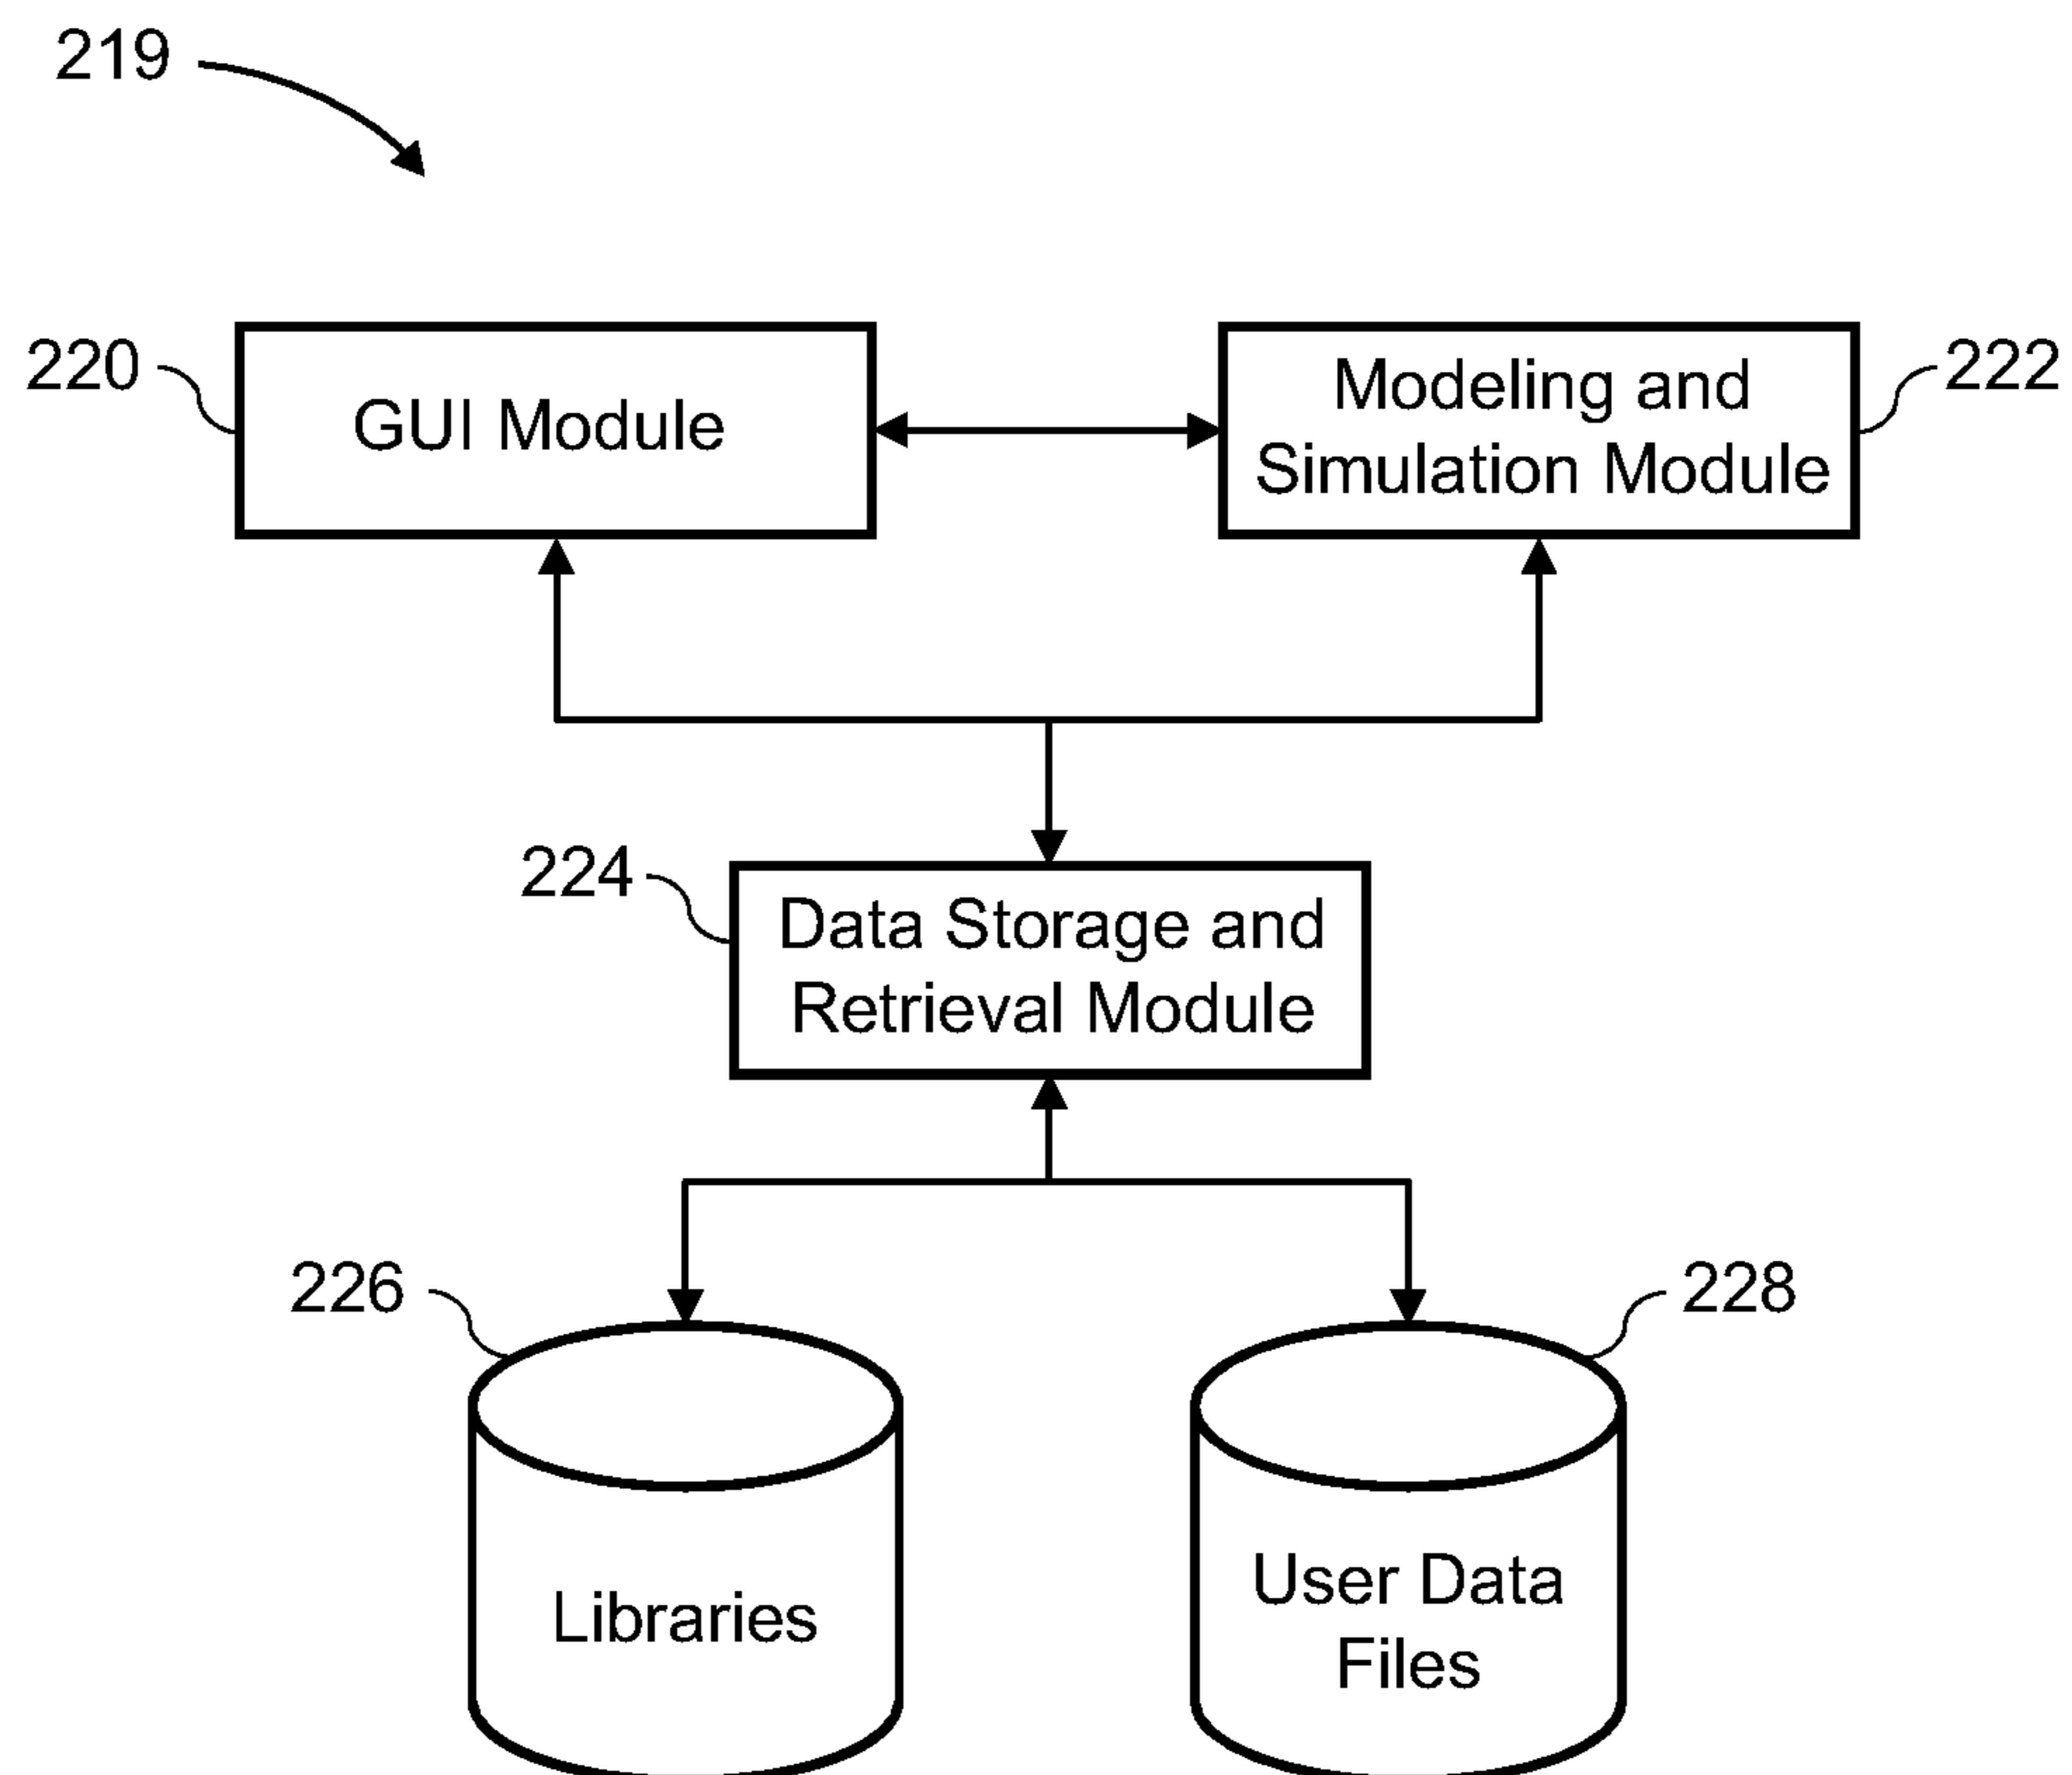 219
220
GUI Module
Modeling and
Simulation Module
222
224
Data Storage and
Retrieval Module
226
Libraries
228
User Data
Files